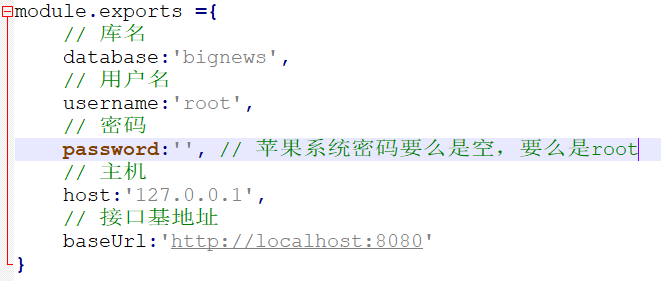 module.exports ={
// 库名
database:'bignews',
// 用户名
username:'root',
// 密码
password:'', // 苹果系统密码要么是空，要么是root
// 主机
host:'127.0.0.1',
// 接口基地址
baseUrl:'http://localhost:8080'
}